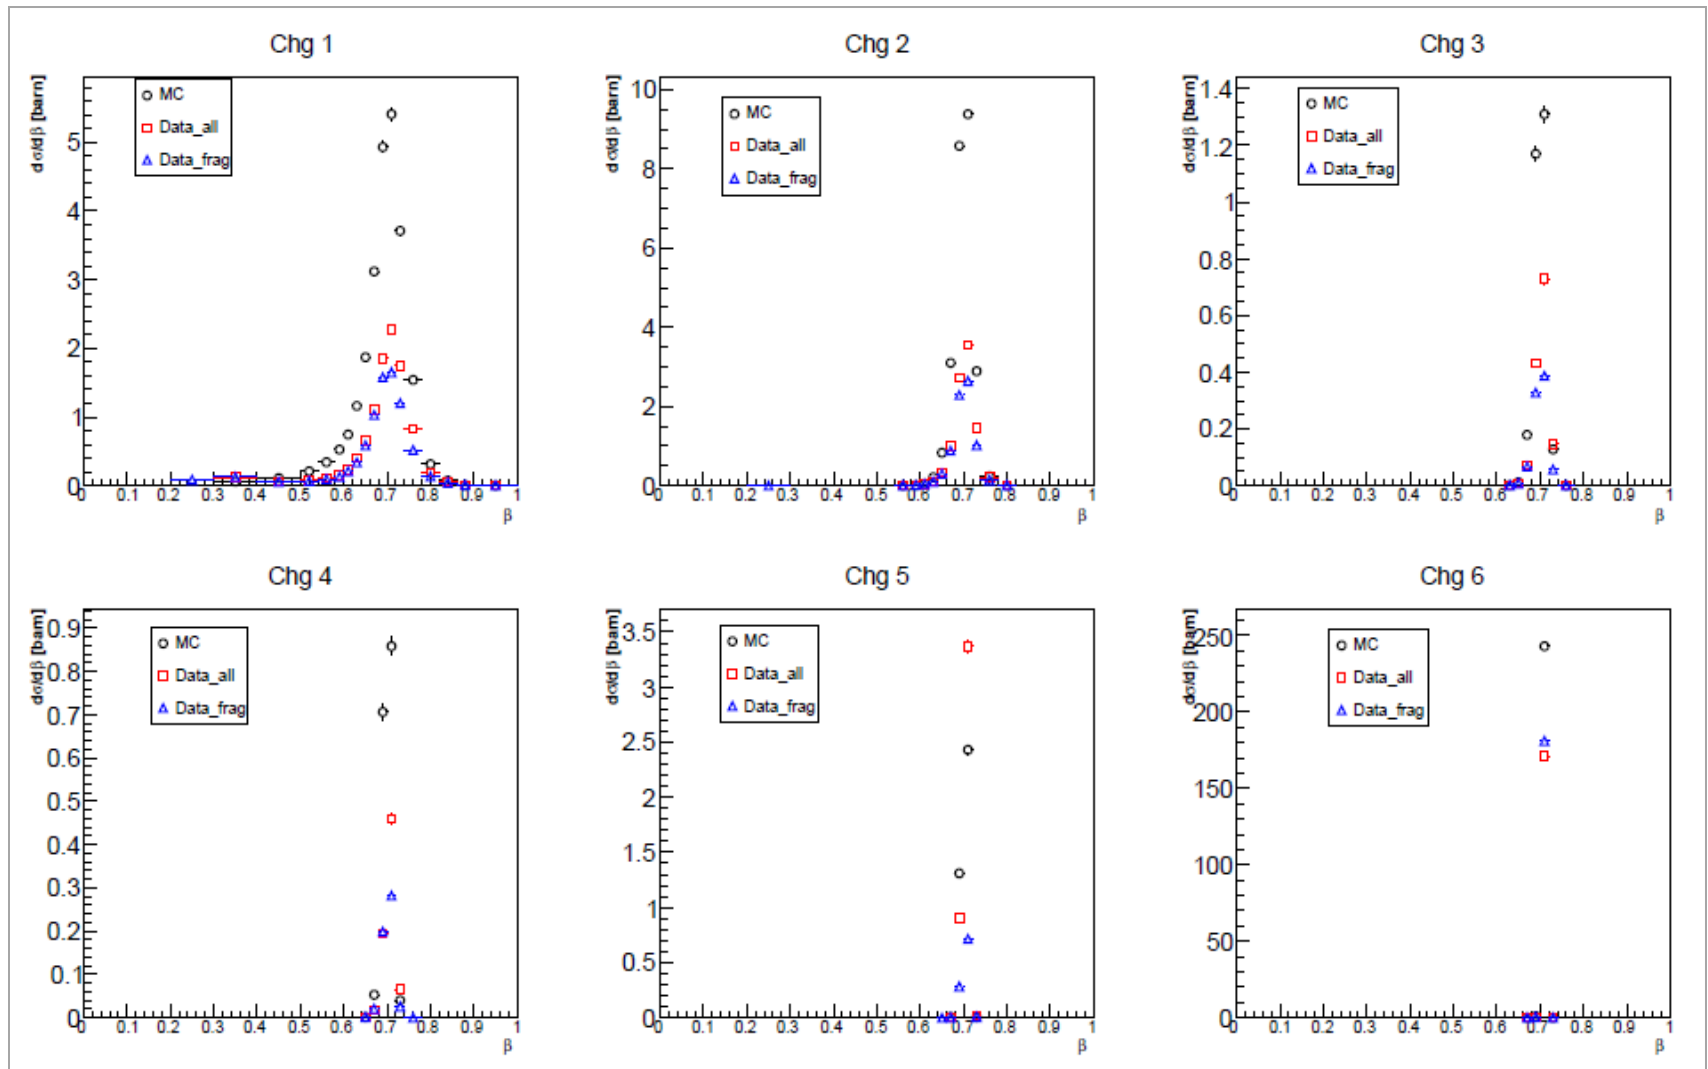 Chg 1
dσ/dβ [barn]
MC
Data_all
Data_frag
5
4
3
2
1
0
0 0.1 0.2 0.3 0.4 0.5 0.6 0.7 0.8 0.9 1
β
Chg 2
dσ/dβ [barn]
MC
Data_all
Data_frag
10
8
6
4
2
0
0 0.1 0.2 0.3 0.4 0.5 0.6 0.7 0.8 0.9 1
β
Chg 3
dσ/dβ [barn]
MC
Data_all
Data_frag
1.4
1.2
1
0.8
0.6
0.4
0.2
0
0 0.1 0.2 0.3 0.4 0.5 0.6 0.7 0.8 0.9 1
β
Chg 4
dσ/dβ [barn]
MC
Data_all
Data_frag
0.9
0.8
0.7
0.6
0.5
0.4
0.3
0.2
0.1
0
0 0.1 0.2 0.3 0.4 0.5 0.6 0.7 0.8 0.9 1
β
Chg 5
dσ/dβ [barn]
MC
Data_all
Data_frag
3.5
3
2.5
2
1.5
1
0.5
0
0 0.1 0.2 0.3 0.4 0.5 0.6 0.7 0.8 0.9 1
β
Chg 6
dσ/dβ [barn]
MC
Data_all
Data_frag
250
200
150
100
50
0
0 0.1 0.2 0.3 0.4 0.5 0.6 0.7 0.8 0.9 1
β